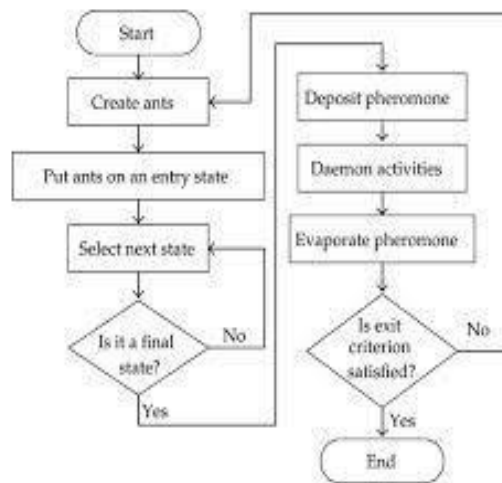 Start
Create ants
Put ants on an entry state
Select next state
Is it a final
state?
No
Yes
Deposit pheromone
Daemon activities
Evaporate pheromone
Is exit
criterion
satisfied?
No
Yes
End